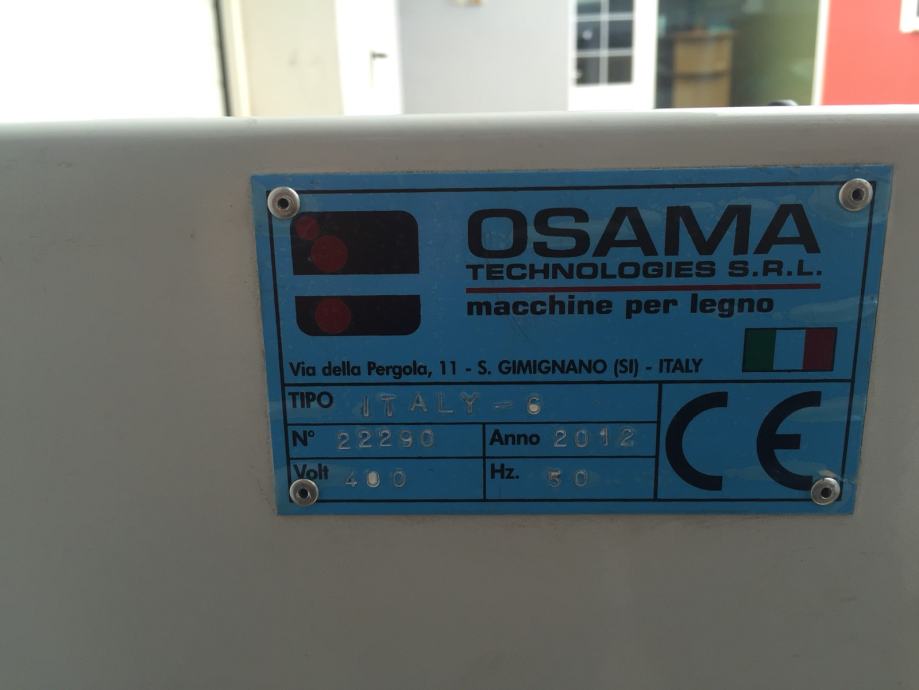 OSAMA
TECHNOLOGIES S.R.L.
macchine per legno
Via della Pergola, 11 - S. GIMIGNANO (SI) - ITALY
TIPO ITALY-6
N° 22290 Anno 2012
Volt 400 Hz. 50
CE